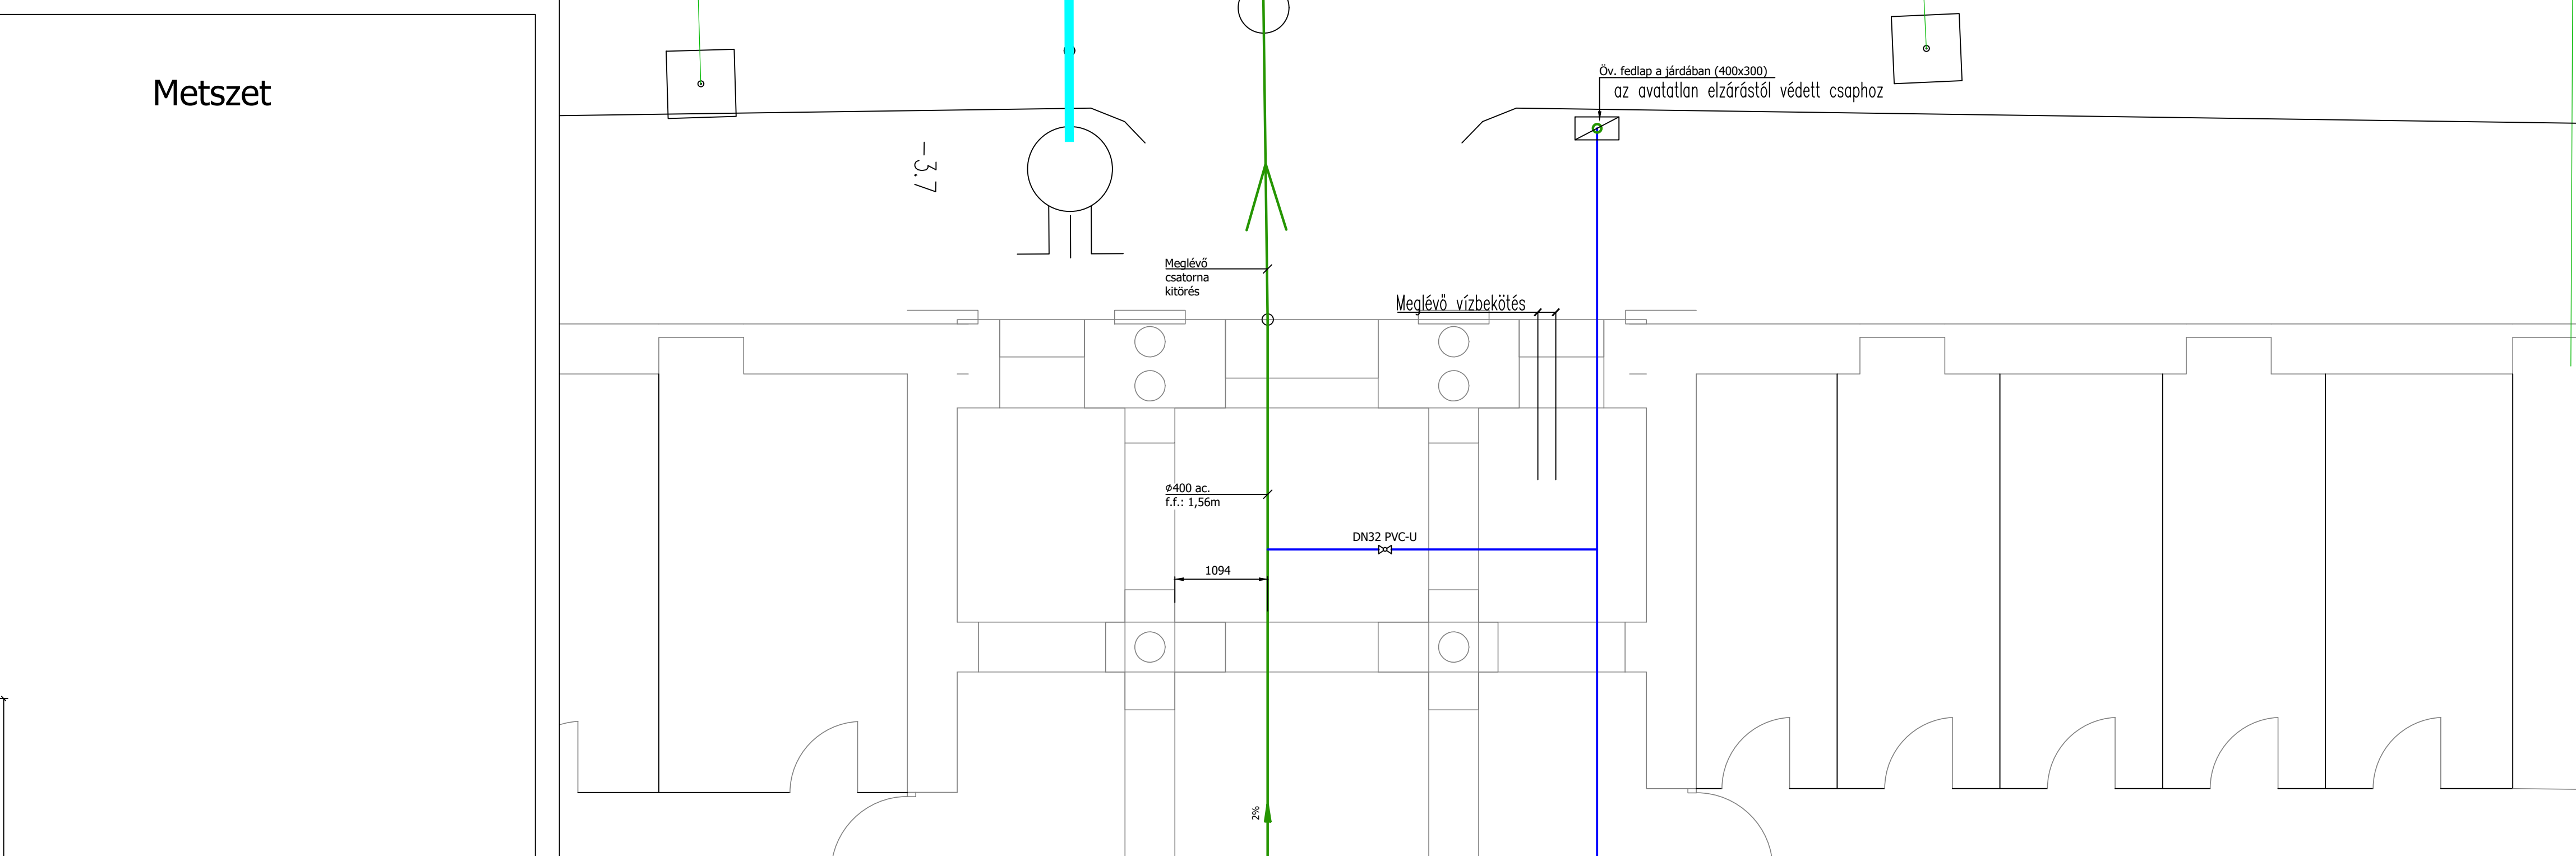 Metszet
Öv. fedlap a járdában (400x300)
az avatatlan elzárástól védett csaphoz
-3.7
Meglévő
csatorna
kitörés
Meglévő vízbekötés
ø400 ac.
f.f.: 1,56m
DN32 PVC-U
1094
2%